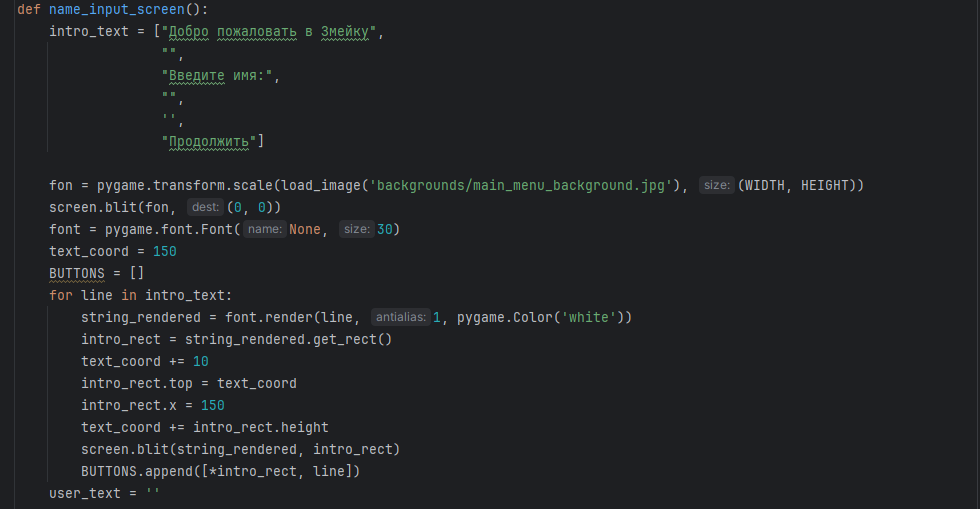 def name_input_screen():
    intro_text = ["Добро пожаловать в Змейку",
                  "",
                  "Введите имя:",
                  "",
                  '',
                  "Продолжить"]

    fon = pygame.transform.scale(load_image('backgrounds/main_menu_background.jpg'), size: (WIDTH, HEIGHT))
    screen.blit(fon, dest: (0, 0))
    font = pygame.font.Font( name: None, size: 30)
    text_coord = 150
    BUTTONS = []
    for line in intro_text:
        string_rendered = font.render(line, antialias: 1, pygame.Color('white'))
        intro_rect = string_rendered.get_rect()
        text_coord += 10
        intro_rect.top = text_coord
        intro_rect.x = 150
        text_coord += intro_rect.height
        screen.blit(string_rendered, intro_rect)
        BUTTONS.append([*intro_rect, line])
    user_text = ''